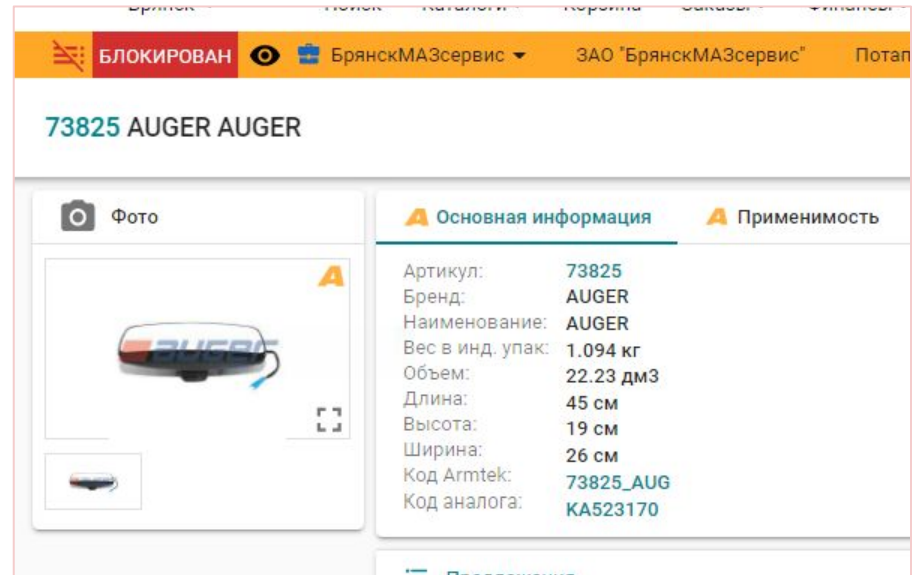 БЛОКИРОВАН БрянскМАЗсервис ЗАО "БрянскМАЗсервис" Потап
73825 AUGER AUGER
Фото
Основная информация Применимость
Артикул: 73825
Бренд: AUGER
Наименование: AUGER
Вес в инд. упак: 1.094 кг
Объем: 22.23 дм3
Длина: 45 см
Высота: 19 см
Ширина: 26 см
Код Armtek: 73825_AUG
Код аналога: KA523170
AUGER